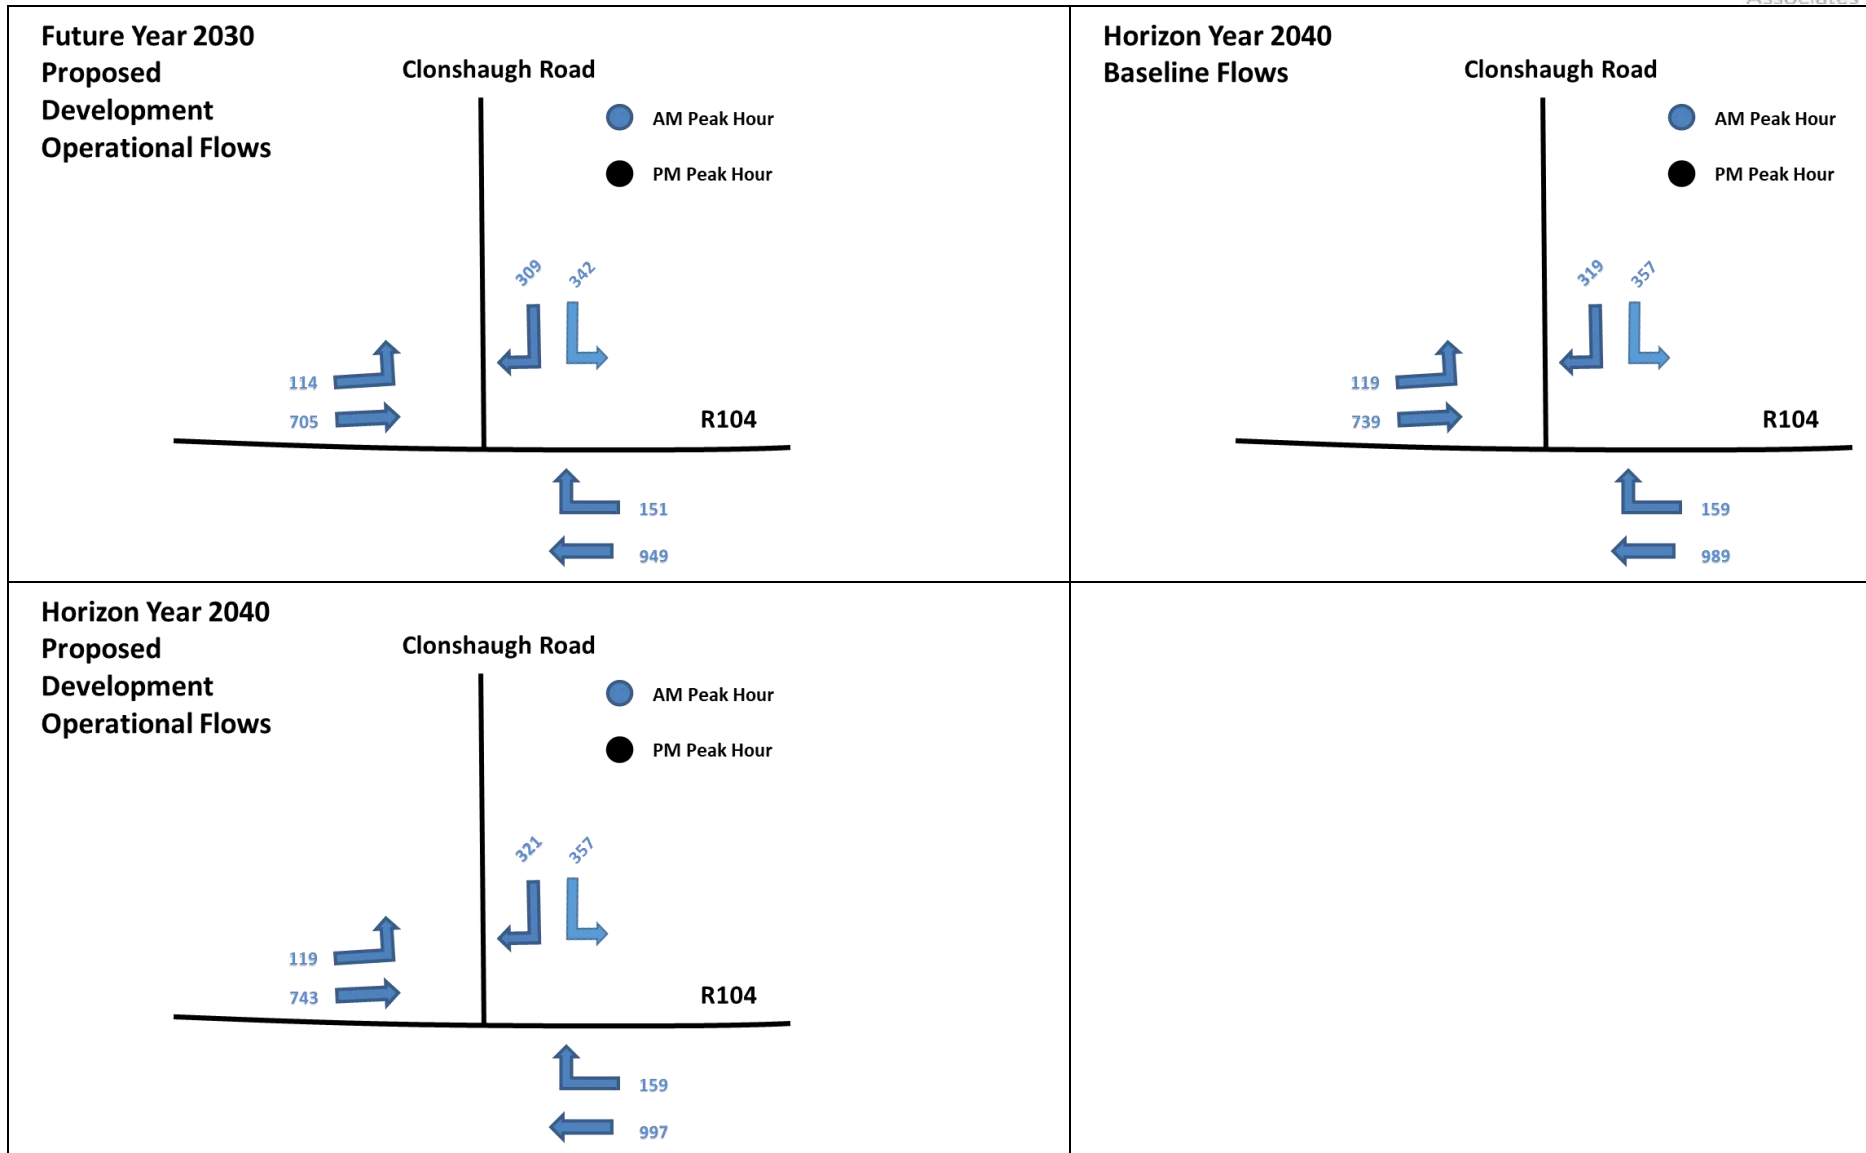 Associates
Future Year 2030
Proposed
Development
Operational Flows
Clonshaugh Road
AM Peak Hour
PM Peak Hour
309
342
114
705
R104
151
949
Horizon Year 2040
Baseline Flows
Clonshaugh Road
AM Peak Hour
PM Peak Hour
319
357
119
739
R104
159
989
Horizon Year 2040
Proposed
Development
Operational Flows
Clonshaugh Road
AM Peak Hour
PM Peak Hour
321
357
119
743
R104
159
997